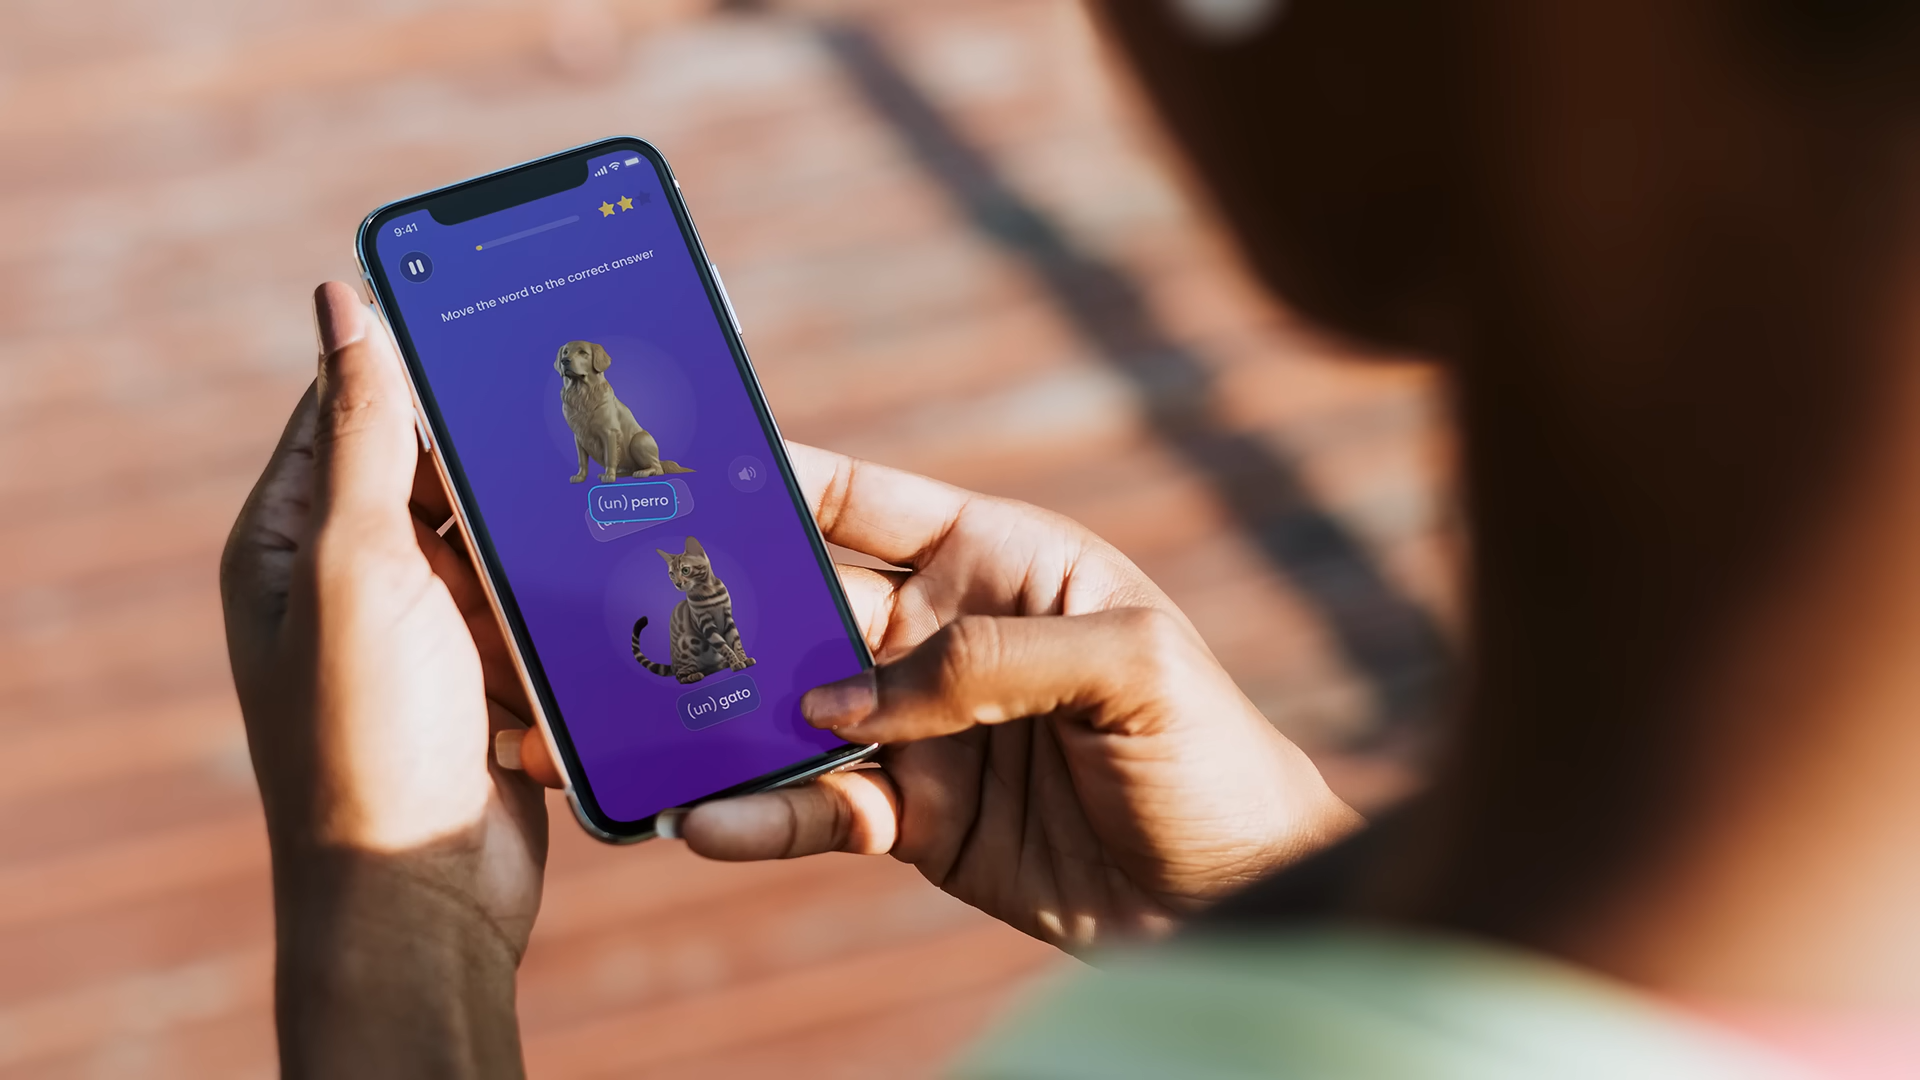 9:41
Move the word to the correct answer
(un) perro
(un) gato